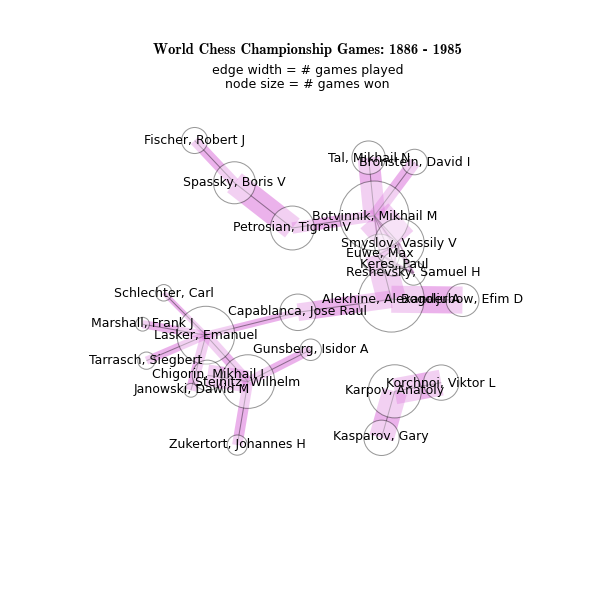 World Chess Championship Games: 1886 - 1985
edge width = # games played
node size = # games won
Fischer, Robert J
Tal, Mikhail N
Bronstein, David I
Spassky, Boris V
Botvinnik, Mikhail M
Petrosian, Tigran V
Smyslov, Vassily V
Euwe, Max
Keres, Paul
Reshevsky, Samuel H
Schlechter, Carl
Alekhine, Alexander A
Bogoljubow, Efim D
Capablanca, Jose Raul
Marshall, Frank J
Lasker, Emanuel
Gunsberg, Isidor A
Tarrasch, Siegbert
Chigorin, Mikhail I
Steinitz, Wilhelm
Janowski, Dawid M
Korchnoi, Viktor L
Karpov, Anatoly
Kasparov, Gary
Zukertort, Johannes H